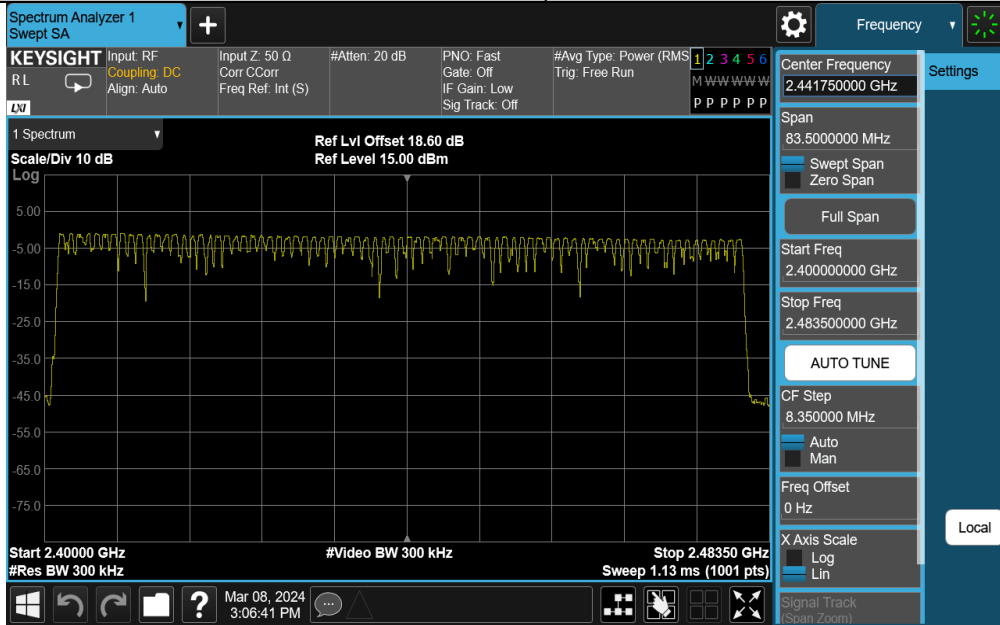 Spectrum Analyzer 1
Swept SA
Frequency
KEYSIGHT
RL
LXI
Input: RF
Coupling: DC
Align: Auto
Input Z: 50 Ω
Corr CCorr
Freq Ref: Int (S)
#Atten: 20 dB
PNO: Fast
Gate: Off
IF Gain: Low
Sig Track: Off
#Avg Type: Power (RMS
Trig: Free Run
1 2 3 4 5 6
M W W W W W
P P P P P P
1 Spectrum
Scale/Div 10 dB
Log
Ref Lvl Offset 18.60 dB
Ref Level 15.00 dBm
5.00
-5.00
-15.0
-25.0
-35.0
-45.0
-55.0
-65.0
-75.0
Start 2.40000 GHz
#Res BW 300 kHz
#Video BW 300 kHz
Stop 2.48350 GHz
Sweep 1.13 ms (1001 pts)
Center Frequency
2.441750000 GHz
Span
83.5000000 MHz
Swept Span
Zero Span
Full Span
Start Freq
2.400000000 GHz
Stop Freq
2.483500000 GHz
AUTO TUNE
CF Step
8.350000 MHz
Auto
Man
Freq Offset
0 Hz
X Axis Scale
Log
Lin
Signal Track
(Span Zoom)
Settings
Local
Mar 08, 2024
3:06:41 PM